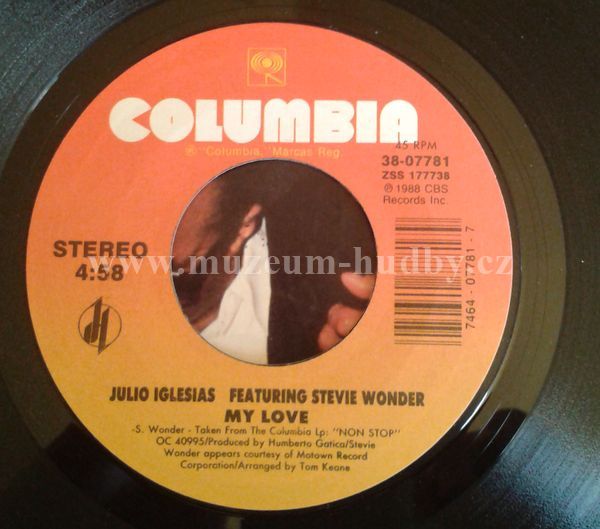 COLUMBIA
® "Columbia," Marcas Reg.
45 RPM
38-07781
ZSS 177738
℗ 1988 CBS
Records Inc.
STEREO
4:58
www.muzeum-hudby.cz
7464-07781-7
JULIO IGLESIAS FEATURING STEVIE WONDER
MY LOVE
-S. Wonder - Taken From The Columbia Lp: "NON STOP"
OC 40995/Produced by Humberto Gatica/Stevie
Wonder appears courtesy of Motown Record
Corporation/Arranged by Tom Keane